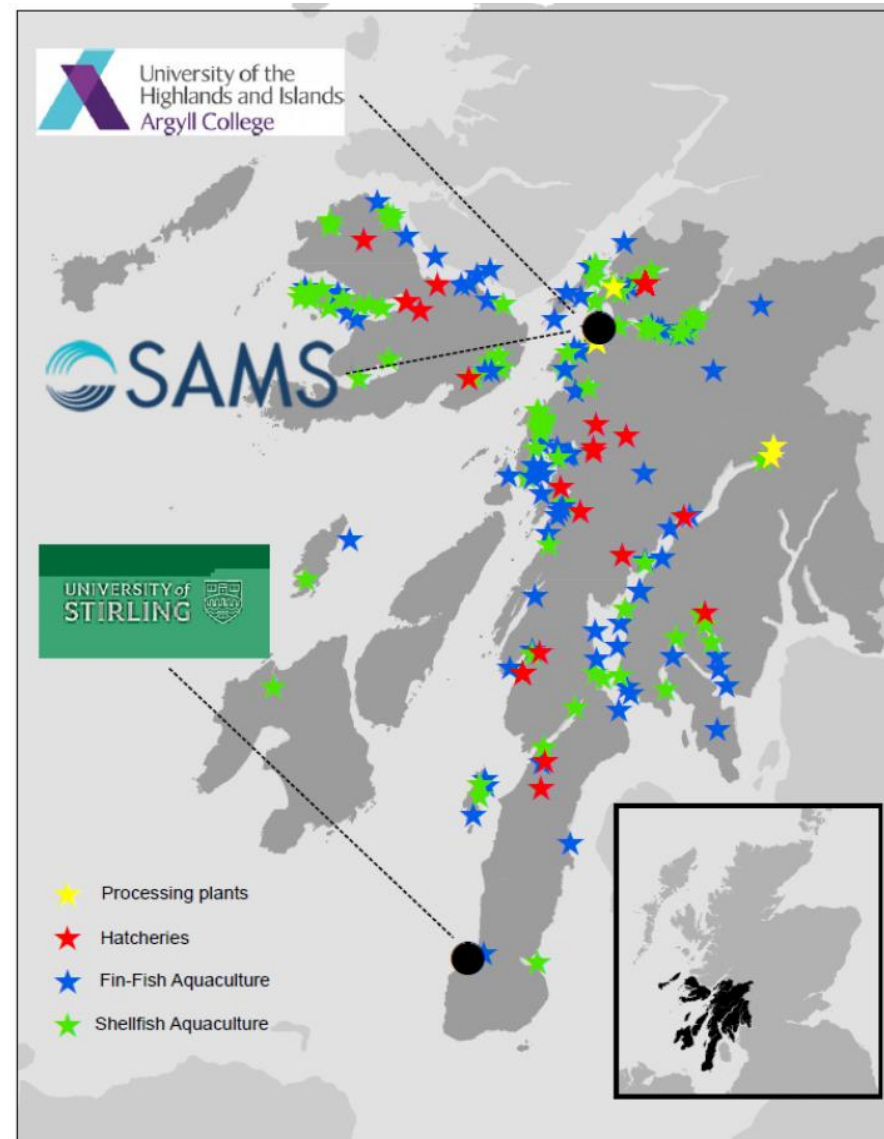 University of the
Highlands and Islands
Argyll College
SAMS
UNIVERSITY of
STIRLING
Processing plants
Hatcheries
Fin-Fish Aquaculture
Shellfish Aquaculture